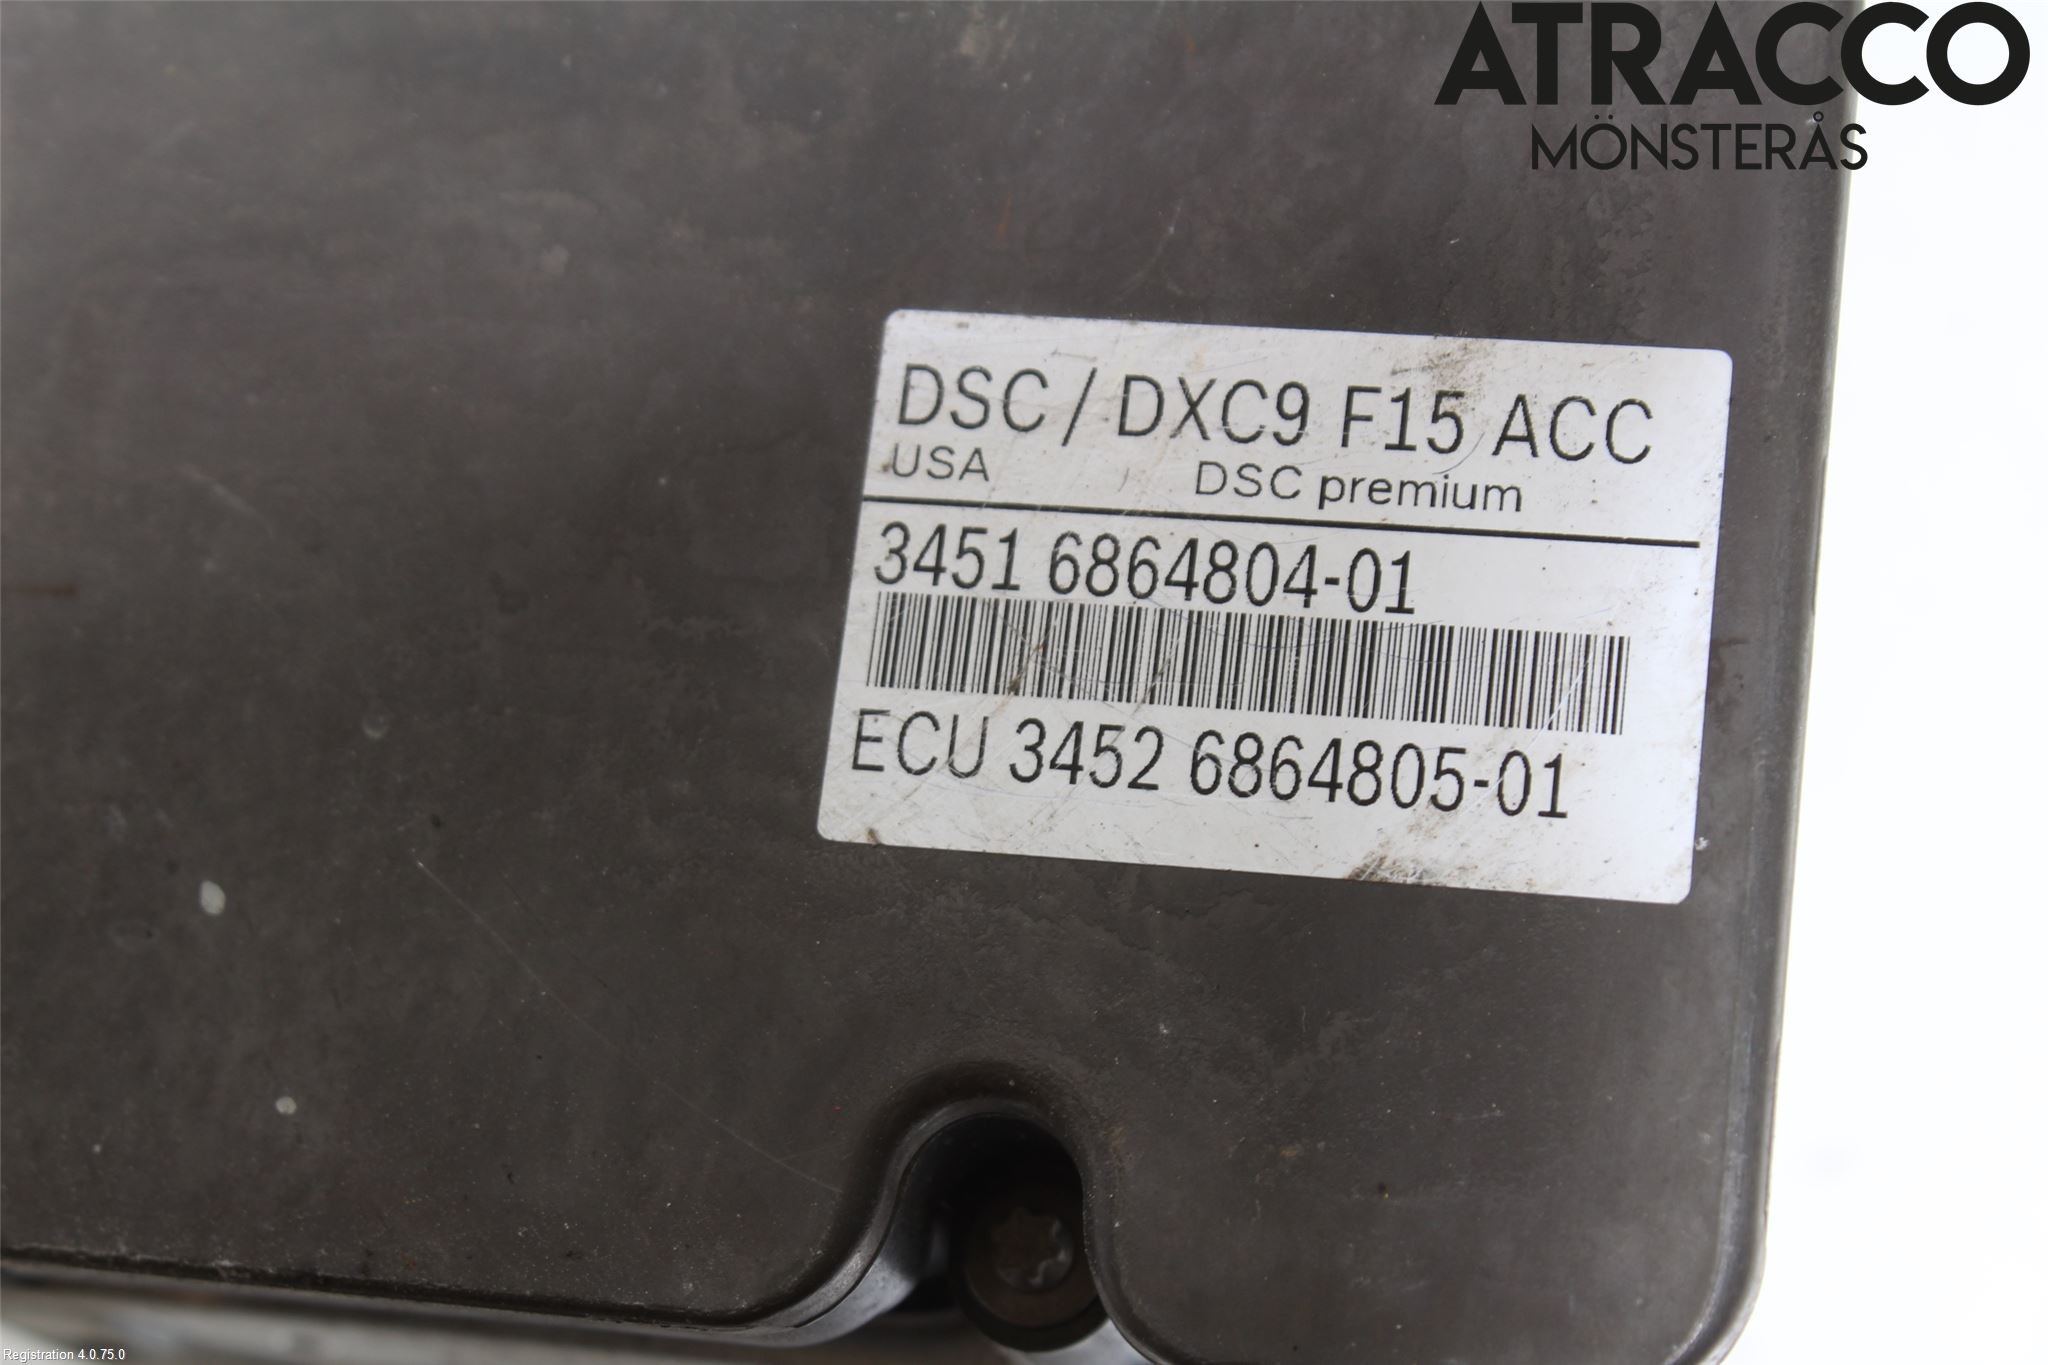 ATRACCO
MÖNSTERÅS
DSC / DXC9 F15 ACC
USA DSC premium
3451 6864804-01
ECU 3452 6864805-01
Registration 4.0.75.0